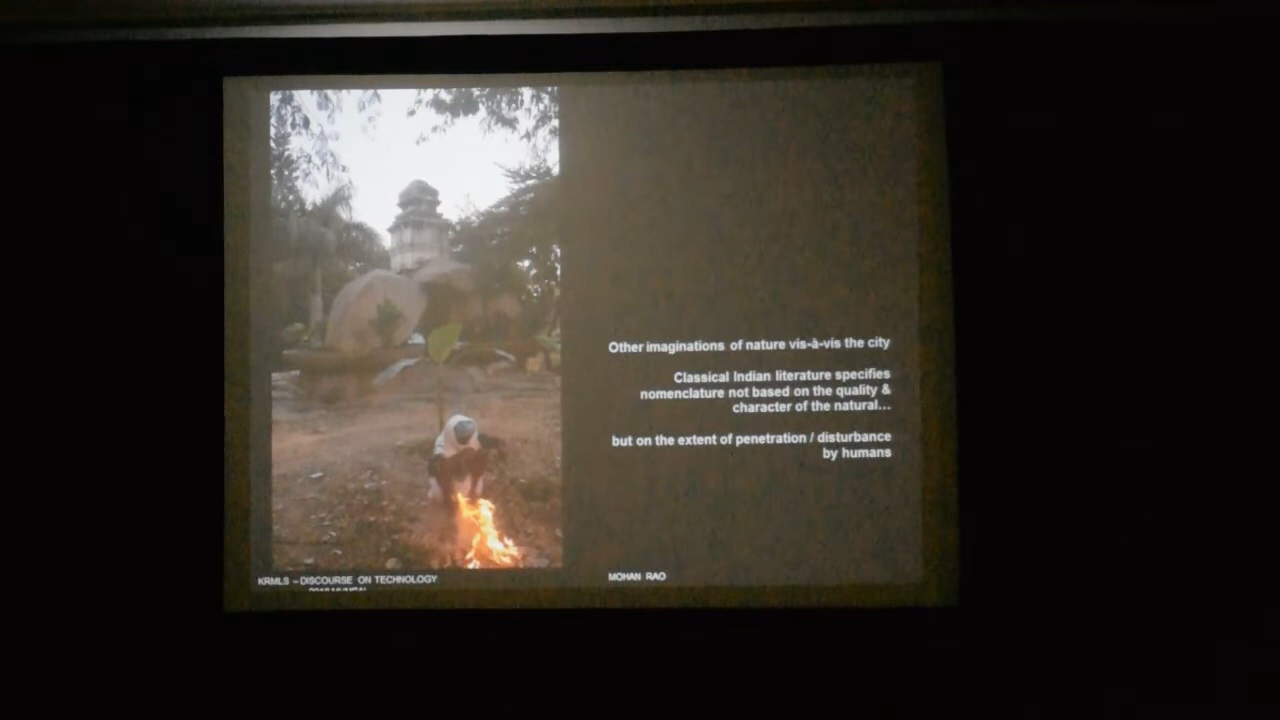 Other imaginations of nature vis-à-vis the city
Classical Indian literature specifies
nomenclature not based on the quality &
character of the natural...
but on the extent of penetration / disturbance
by humans
KRMLS – DISCOURSE ON TECHNOLOGY
MOHAN RAO